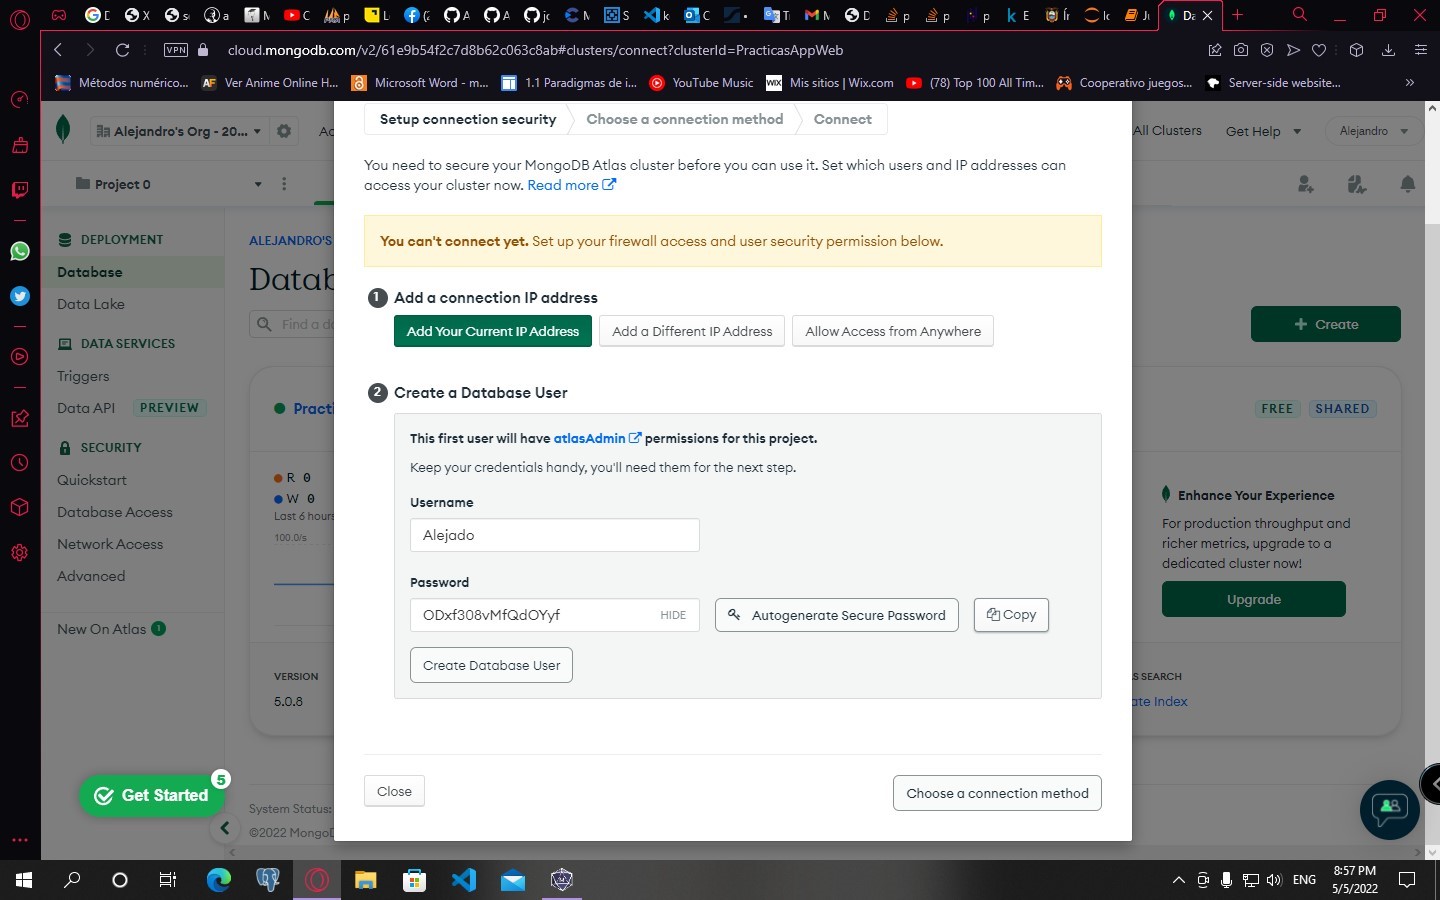 VPN cloud.mongodb.com/v2/61e9b54f2c7d8b62c063c8ab#clusters/connect?clusterId=PracticasAppWeb
Métodos numérico... Ver Anime Online H... Microsoft Word - m... 1.1 Paradigmas de i... YouTube Music Mis sitios | Wix.com (78) Top 100 All Tim... Cooperativo juegos... Server-side website... »
Alejandro's Org - 20...
All Clusters Get Help Alejandro
Project 0
DEPLOYMENT
Database
Data Lake
DATA SERVICES
Triggers
Data API PREVIEW
SECURITY
Quickstart
Database Access
Network Access
Advanced
New On Atlas 1
Get Started 5
ALEJANDRO'S
R 0
W 0
Last 6 hours
100.0/s
VERSION
5.0.8
System Status:
Setup connection security Choose a connection method Connect
You need to secure your MongoDB Atlas cluster before you can use it. Set which users and IP addresses can
access your cluster now. Read more
You can't connect yet. Set up your firewall access and user security permission below.
1 Add a connection IP address
Add Your Current IP Address Add a Different IP Address Allow Access from Anywhere
2 Create a Database User
This first user will have atlasAdmin permissions for this project.
Keep your credentials handy, you'll need them for the next step.
Username
Alejado
Password
ODxf308vMfQdOYyf HIDE Autogenerate Secure Password Copy
Create Database User
Close Choose a connection method
+ Create
FREE SHARED
Enhance Your Experience
For production throughput and
richer metrics, upgrade to a
dedicated cluster now!
Upgrade
SEARCH
Index
ENG
8:57 PM
5/5/2022